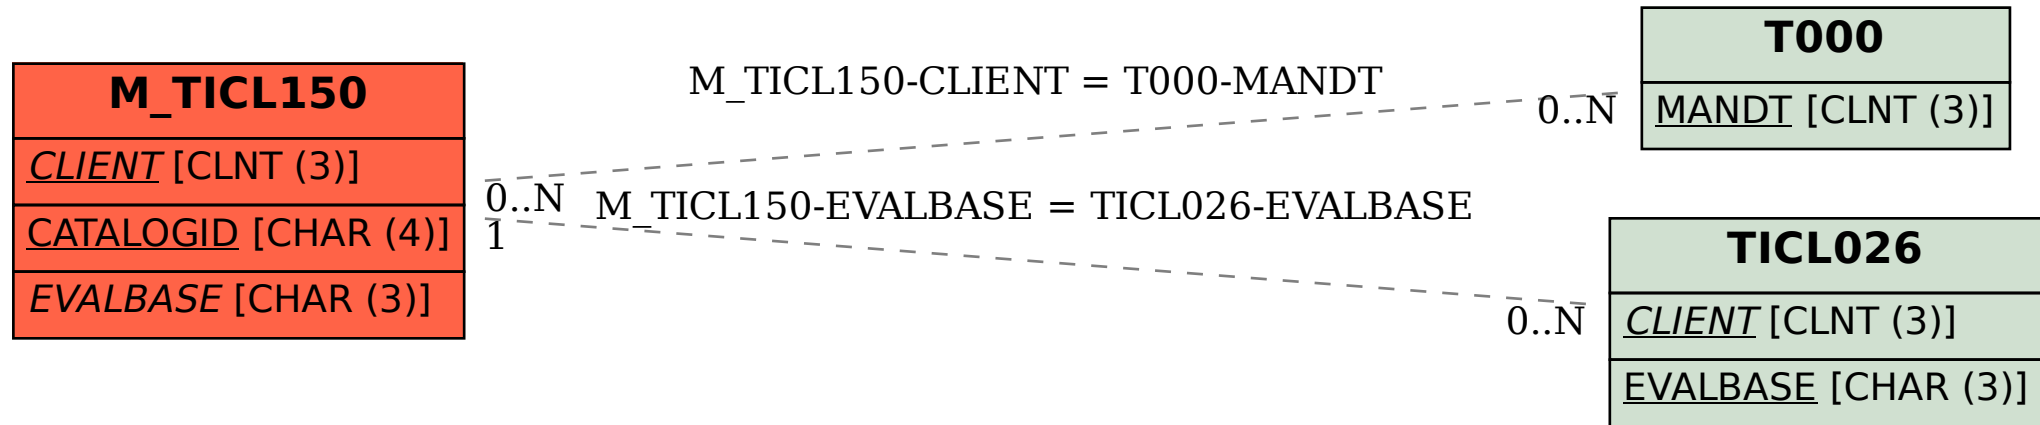 M_TICL150
CLIENT [CLNT (3)]
CATALOGID [CHAR (4)]
EVALBASE [CHAR (3)]
M_TICL150-CLIENT = T000-MANDT
0..N
0..N
M_TICL150-EVALBASE = TICL026-EVALBASE
1
0..N
T000
MANDT [CLNT (3)]
TICL026
CLIENT [CLNT (3)]
EVALBASE [CHAR (3)]